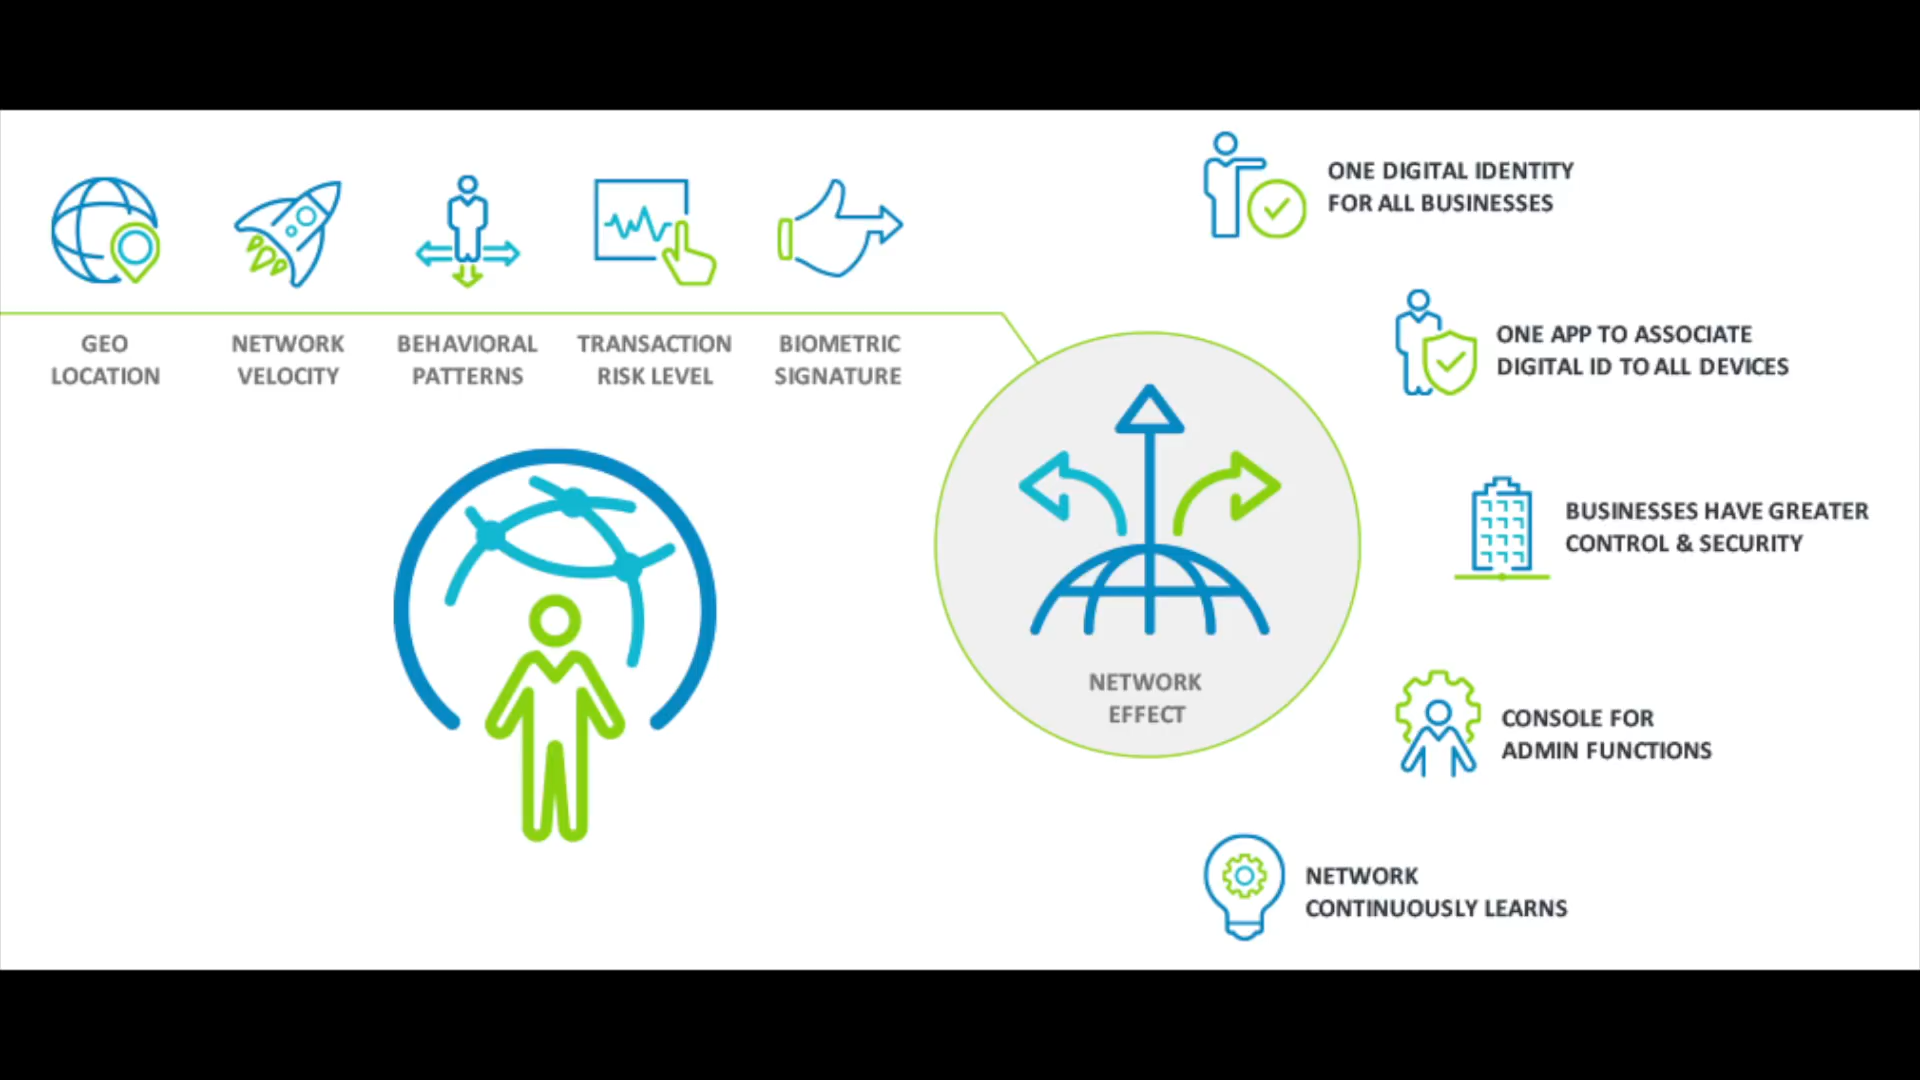 GEO
LOCATION
NETWORK
VELOCITY
BEHAVIORAL
PATTERNS
TRANSACTION
RISK LEVEL
BIOMETRIC
SIGNATURE
NETWORK
EFFECT
ONE DIGITAL IDENTITY
FOR ALL BUSINESSES
ONE APP TO ASSOCIATE
DIGITAL ID TO ALL DEVICES
BUSINESSES HAVE GREATER
CONTROL & SECURITY
CONSOLE FOR
ADMIN FUNCTIONS
NETWORK
CONTINUOUSLY LEARNS